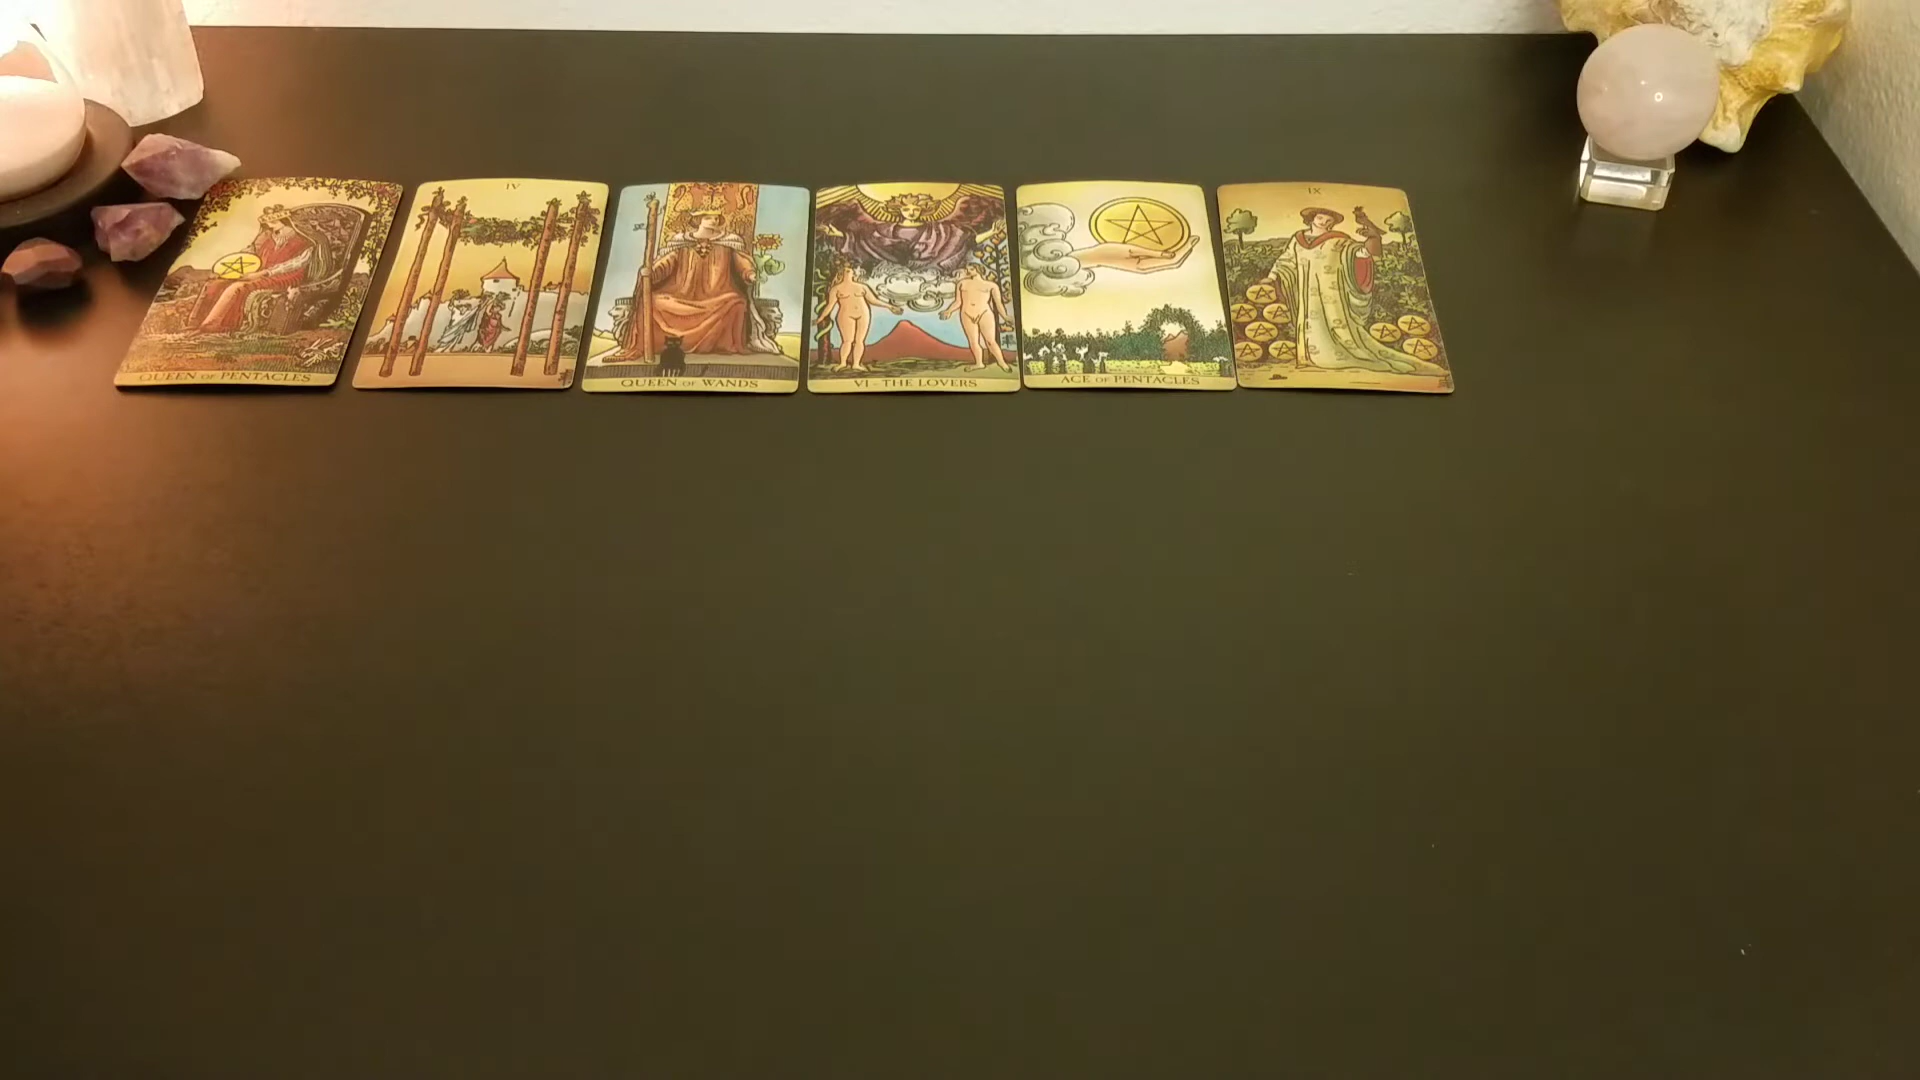 QUEEN OF PENTACLES
IV
QUEEN OF WANDS
VI - THE LOVERS
ACE OF PENTACLES
IX